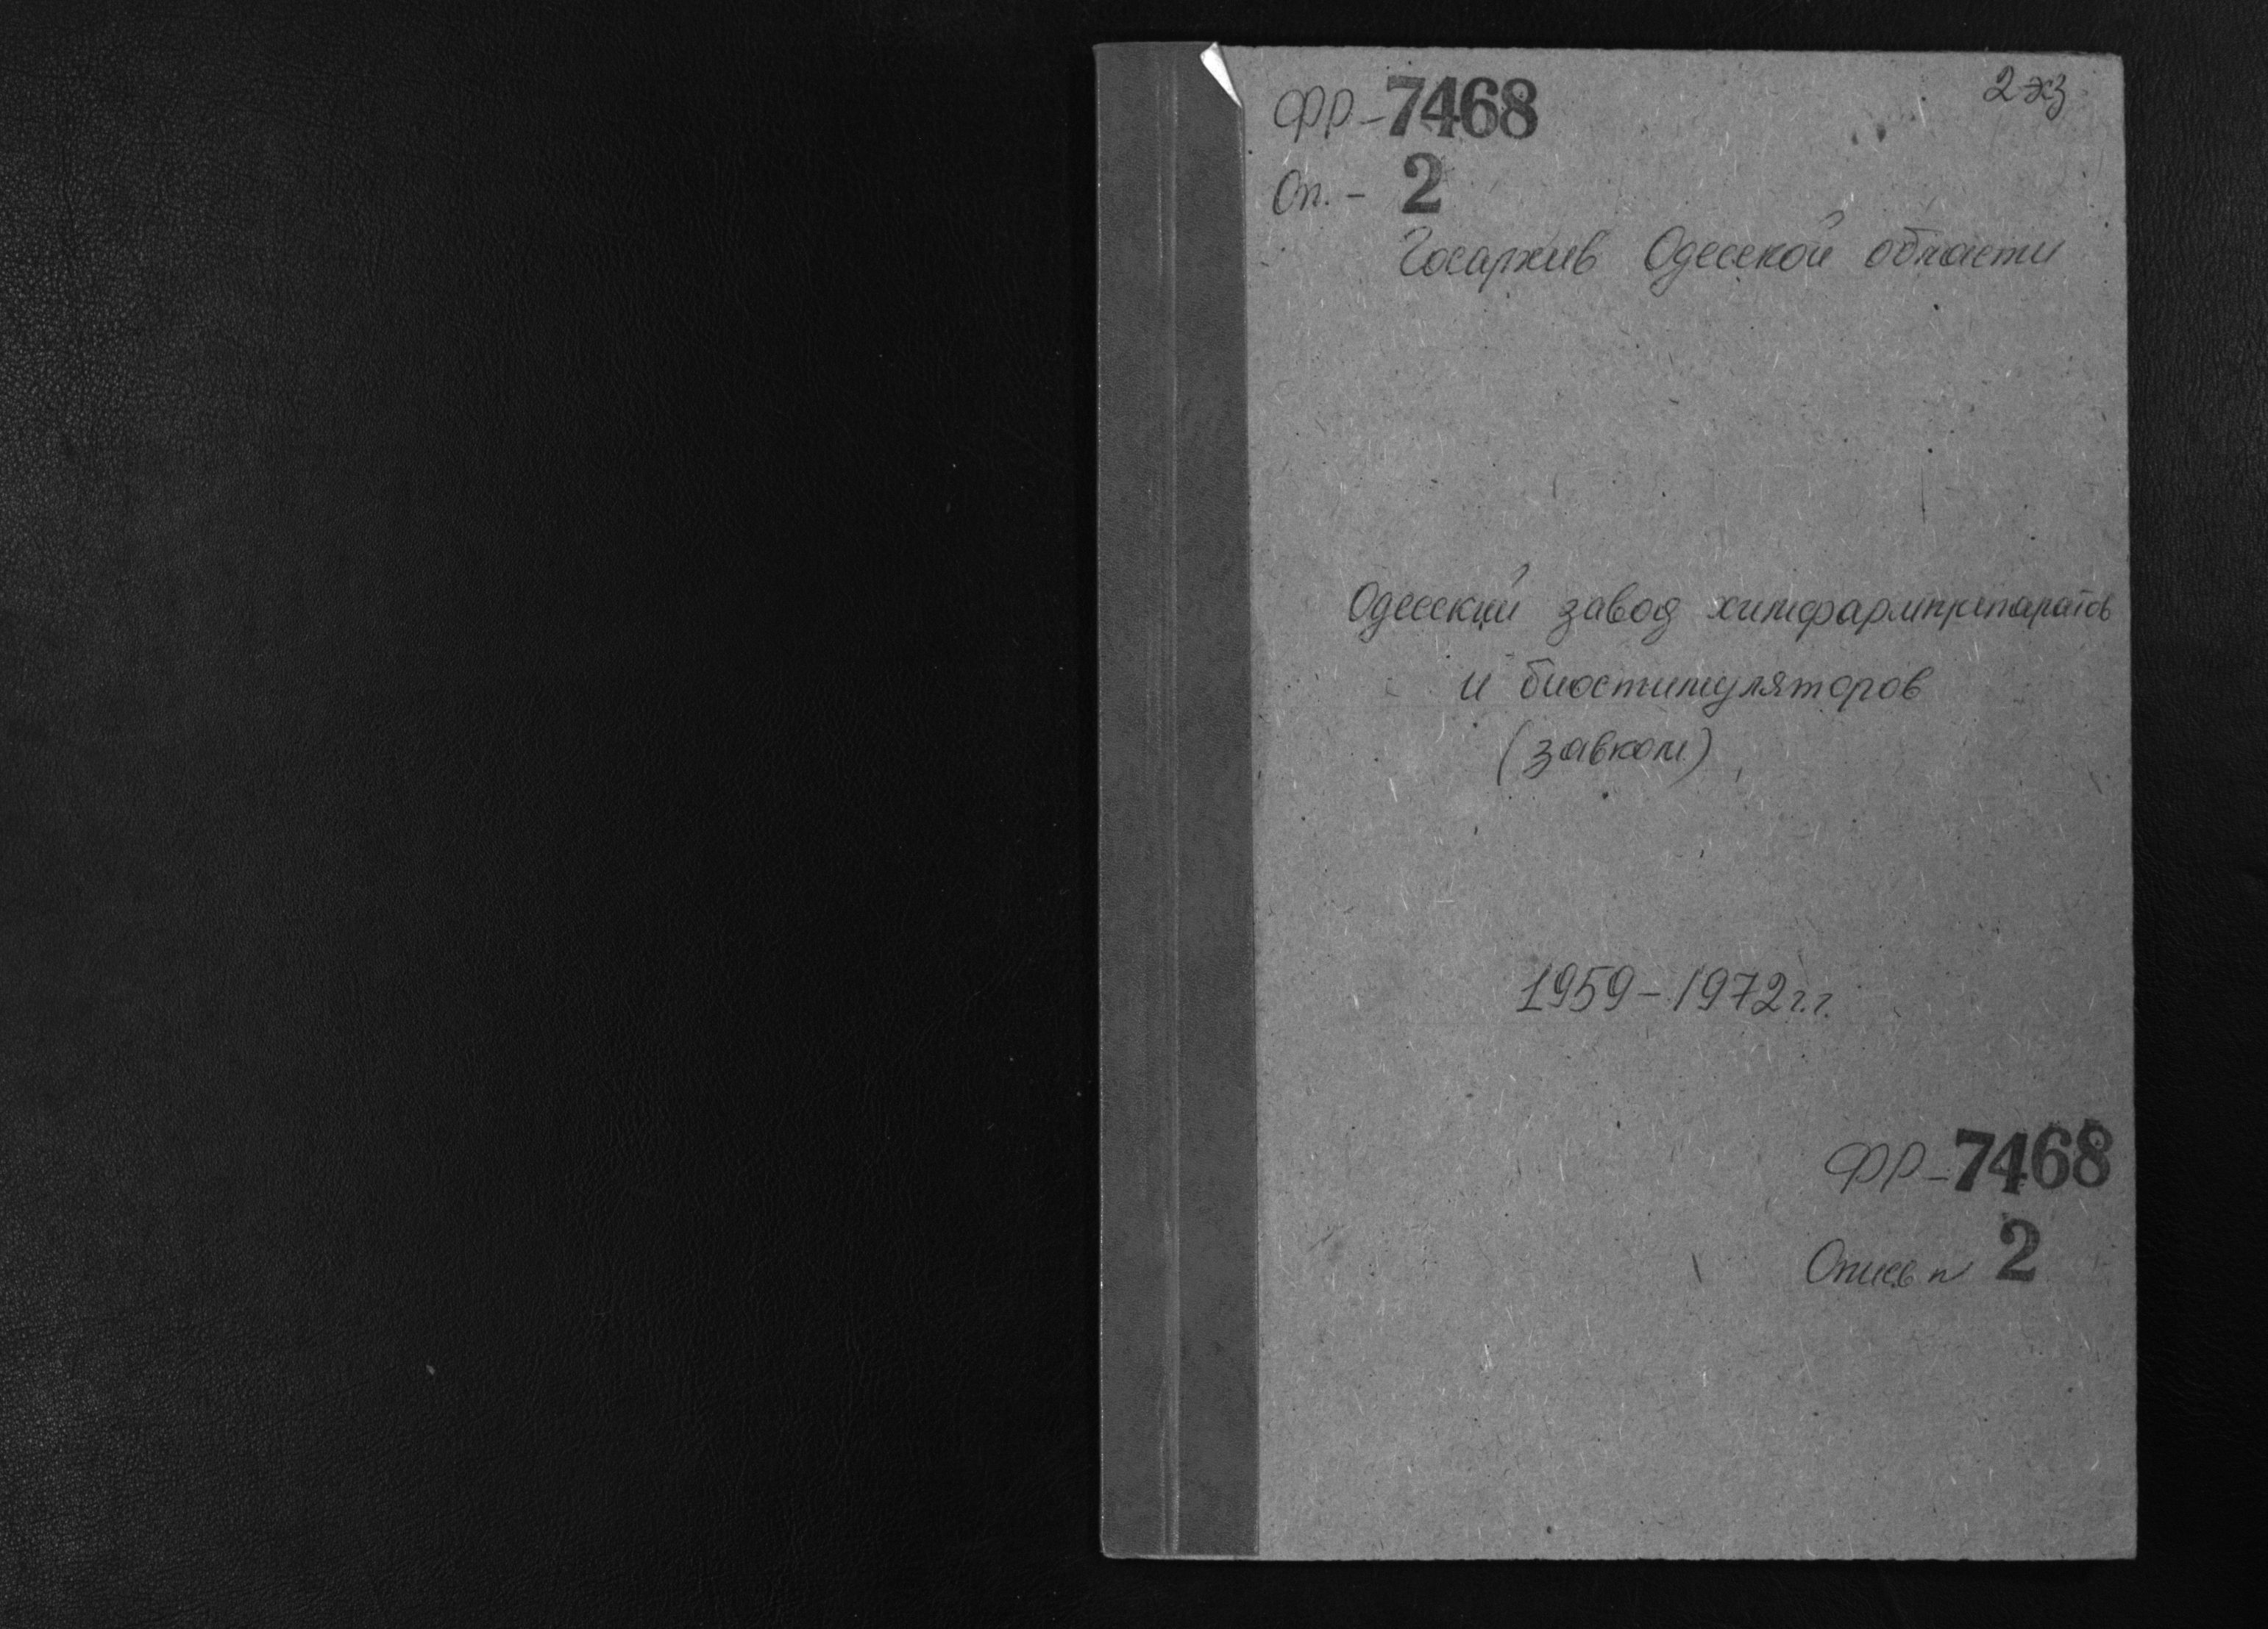 2 экз
ФР-7468
Оп. - 2
Госархив Одесской области
Одесский завод химфармпрепаратов
и биостимуляторов
(завком)
1959-1972г.г.
ФР-7468
Опись n 2